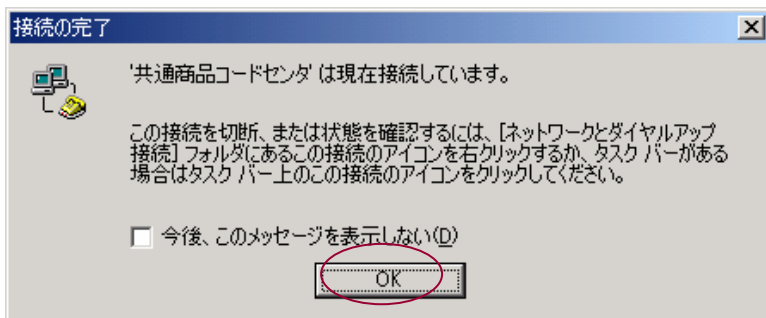 接続の完了
'共通商品コードセンタ' は現在接続しています。
この接続を切断、または状態を確認するには、[ネットワークとダイヤルアップ
接続] フォルダにあるこの接続のアイコンを右クリックするか、タスク バーがある
場合はタスク バー上のこの接続のアイコンをクリックしてください。
今後、このメッセージを表示しない(D)
OK